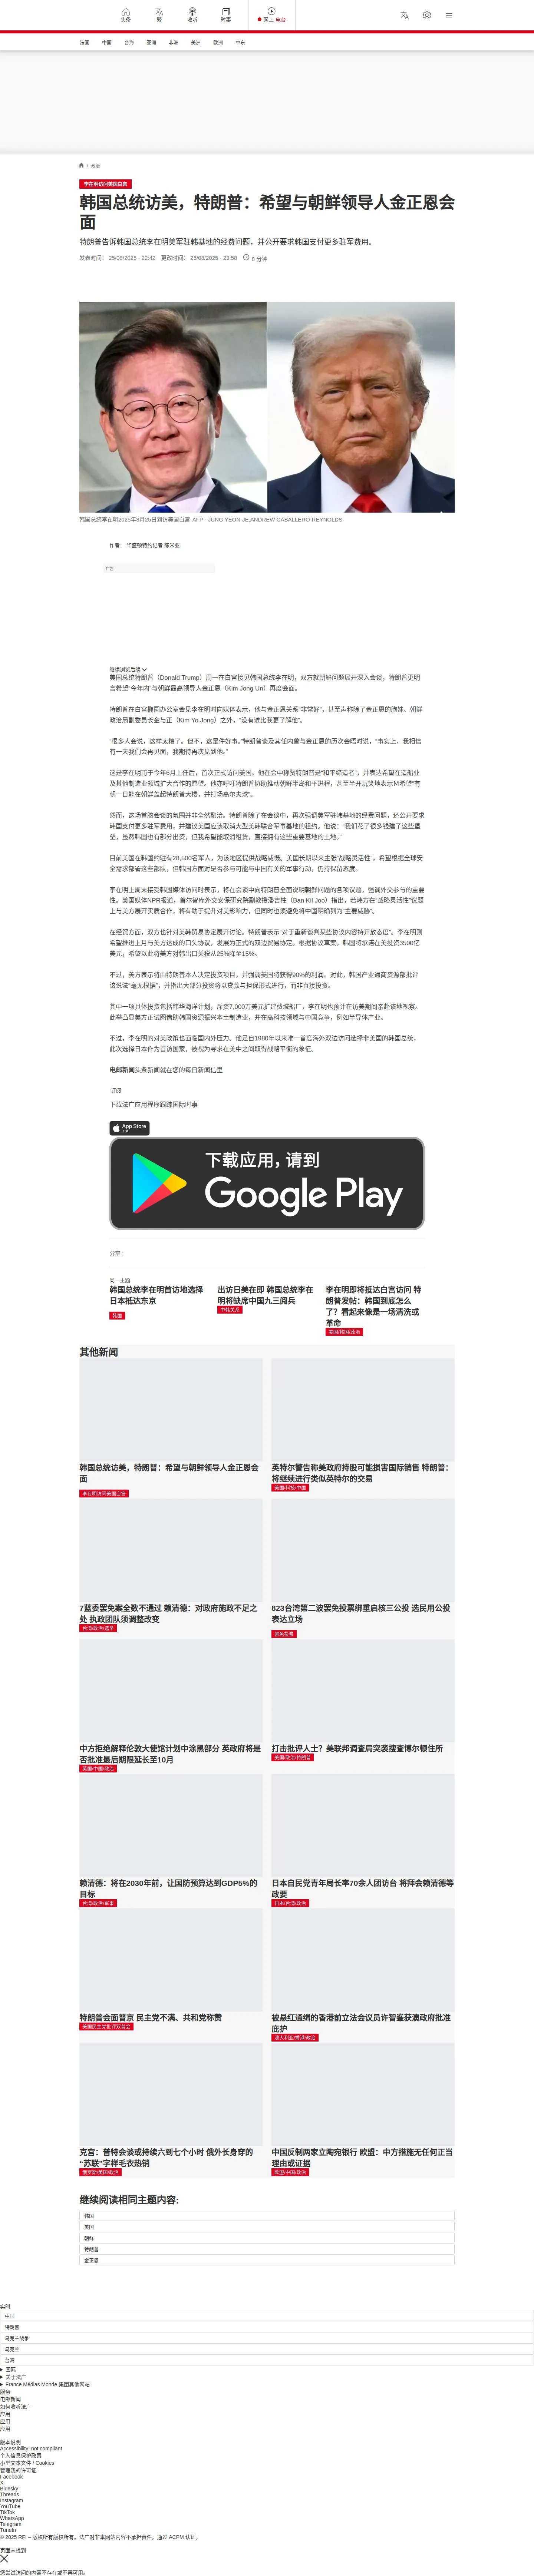 头条
繁
收听
时事
网上 电台
法国
中国
台海
亚洲
非洲
美洲
欧洲
中东
/ 政治
李在明访问美国白宫
韩国总统访美，特朗普：希望与朝鲜领导人金正恩会
面
特朗普告诉韩国总统李在明美军驻韩基地的经费问题，并公开要求韩国支付更多驻军费用。
发表时间： 25/08/2025 - 22:42 更改时间： 25/08/2025 - 23:58 8 分钟
韩国总统李在明2025年8月25日到达美国白宫 AFP - JUNG YEON-JE,ANDREW CABALLERO-REYNOLDS
作者： 华盛顿特约记者 陈米亚
广告
继续浏览后续
美国总统特朗普（Donald Trump）周一在白宫接见韩国总统李在明，双方就朝鲜问题展开深入会谈，特朗普更明
言希望“今年内”与朝鲜最高领导人金正恩（Kim Jong Un）再度会面。
特朗普在白宫椭圆办公室会见李在明时向媒体表示，他与金正恩关系“非常好”，甚至声称除了金正恩的胞妹、朝鲜
政治局副委员长金与正（Kim Yo Jong）之外，“没有谁比我更了解他”。
“很多人会说，这样太糟了。但不，这是件好事。”特朗普谈及其任内曾与金正恩的历次会晤时说，“事实上，我相信
有一天我们会再见面，我期待再次见到他。”
这是李在明甫于今年6月上任后，首次正式访问美国。他在会中称赞特朗普是“和平缔造者”，并表达希望在造船业
及其他制造业领域扩大合作的愿望。他亦呼吁特朗普协助推动朝鲜半岛和平进程，甚至半开玩笑地表示M希望“有
朝一日能在朝鲜盖起特朗普大楼，并打场高尔夫球”。
然而，这场首脑会谈的氛围并非全然融洽。特朗普除了在会谈中，再次强调美军驻韩基地的经费问题，还公开要求
韩国支付更多驻军费用，并建议美国应该取消大型美韩联合军事基地的租约。他说：“我们花了很多钱建了这些堡
垒，虽然韩国也有部分出资，但我希望能取消租赁，直接拥有这些重要基地的土地。”
目前美国在韩国约驻有28,500名军人，为该地区提供战略威慑。美国长期以来主张“战略灵活性”，希望根据全球安
全需求部署这些部队，但韩国方面对是否参与可能与中国有关的军事行动，仍持保留态度。
李在明上周末接受韩国媒体访问时表示，将在会谈中向特朗普全面说明朝鲜问题的各项议题，强调外交参与的重要
性。美国媒体NPR报道，首尔智库外交安保研究院副教授潘吉柱（Ban Kil Joo）指出，若韩方在“战略灵活性”议题
上与美方展开实质合作，将有助于提升对美影响力，但同时也须避免将中国明确列为“主要威胁”。
在经贸方面，双方也针对美韩贸易协定展开讨论。特朗普表示“对于重新谈判某些协议内容持开放态度”。李在明则
希望推进上月与美方达成的口头协议，发展为正式的双边贸易协定。根据协议草案，韩国将承诺在美投资3500亿
美元，希望以此将美方对韩出口关税从25%降至15%。
不过，美方表示将由特朗普本人决定投资项目，并强调美国将获得90%的利润。对此，韩国产业通商资源部批评
该说法“毫无根据”，并指出大部分投资将以贷款与担保形式进行，而非直接投资。
其中一项具体投资包括韩华海洋计划，斥资7,000万美元扩建费城船厂，李在明也预计在访美期间亲赴该地视察。
此举凸显美方正试图借助韩国资源振兴本土制造业，并在高科技领域与中国竞争，例如半导体产业。
不过，李在明的对美政策也面临国内外压力。他是自1980年以来唯一首度海外双边访问选择非美国的韩国总统，
此次选择日本作为首访国家，被视为寻求在美中之间取得战略平衡的象征。
电邮新闻头条新闻就在您的每日新闻信里
订阅
下载法广应用程序跟踪国际时事
App Store
下载
下载应用，请到
Google Play
分享：
同一主题
韩国总统李在明首访地选择
日本抵达东京
韩国
出访日美在即 韩国总统李在
明将缺席中国九三阅兵
中韩关系
李在明即将抵达白宫访问 特
朗普发帖：韩国到底怎么
了？看起来像是一场清洗或
革命
美国/韩国/政治
其他新闻
韩国总统访美，特朗普：希望与朝鲜领导人金正恩会
面
李在明访问美国白宫
英特尔警告称美政府持股可能损害国际销售 特朗普：
将继续进行类似英特尔的交易
美国/科技/中国
7蓝委罢免案全数不通过 赖清德：对政府施政不足之
处 执政团队须调整改变
台湾/政治/选举
823台湾第二波罢免投票绑重启核三公投 选民用公投
表达立场
罢免投票
中方拒绝解释伦敦大使馆计划中涂黑部分 英政府将是
否批准最后期限延长至10月
英国/中国/政治
打击批评人士？美联邦调查局突袭搜查博尔顿住所
美国/政治/特朗普
赖清德：将在2030年前，让国防预算达到GDP5%的
目标
台湾/政治/军事
日本自民党青年局长率70余人团访台 将拜会赖清德等
政要
日本/台湾/政治
特朗普会面普京 民主党不满、共和党称赞
美国民主党批评双普会
被悬红通缉的香港前立法会议员许智峯获澳政府批准
庇护
澳大利亚/香港/政治
克宫：普特会谈或持续六到七个小时 俄外长身穿的
“苏联”字样毛衣热销
俄罗斯/美国/政治
中国反制两家立陶宛银行 欧盟：中方措施无任何正当
理由或证据
欧盟/中国/政治
继续阅读相同主题内容:
韩国
美国
朝鲜
特朗普
金正恩
实时
中国
特朗普
乌克兰战争
乌克兰
台湾
国际
关于法广
France Médias Monde 集团其他网站
服务
电邮新闻
如何收听法广
应用
应用
应用
版本说明
Accessibility: not compliant
个人信息保护政策
小型文本文件 / Cookies
管理我的许可证
Facebook
X
Bluesky
Threads
Instagram
YouTube
TikTok
WhatsApp
Telegram
TuneIn
© 2025 RFI – 版权所有版权所有。法广对非本网站内容不承担责任。通过 ACPM 认证。
页面未找到
您尝试访问的内容不存在或不再可用。